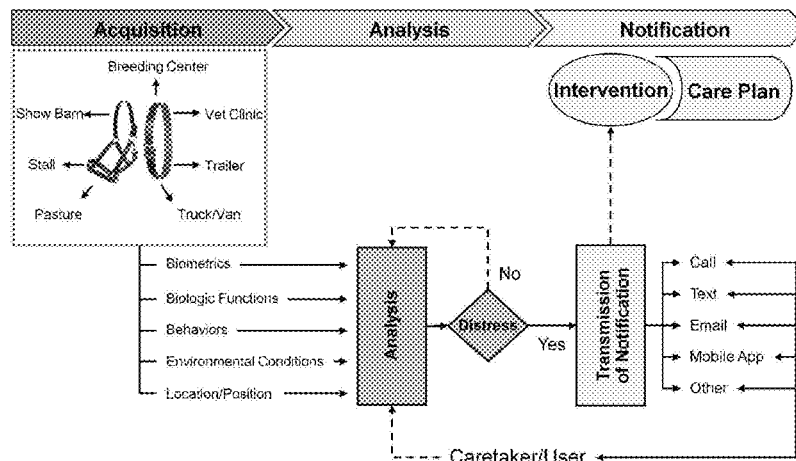 Acquisition
Analysis
Notification
Breeding Center
Show Barn
Vet Clinic
Stall
Trailer
Pasture
Truck/Van
Intervention
Care Plan
Biometrics
Biologic Functions
Behaviors
Environmental Conditions
Location/Position
Analysis
No
Distress
Yes
Transmission
of Notification
Call
Text
Email
Mobile App
Other
Caretaker/User